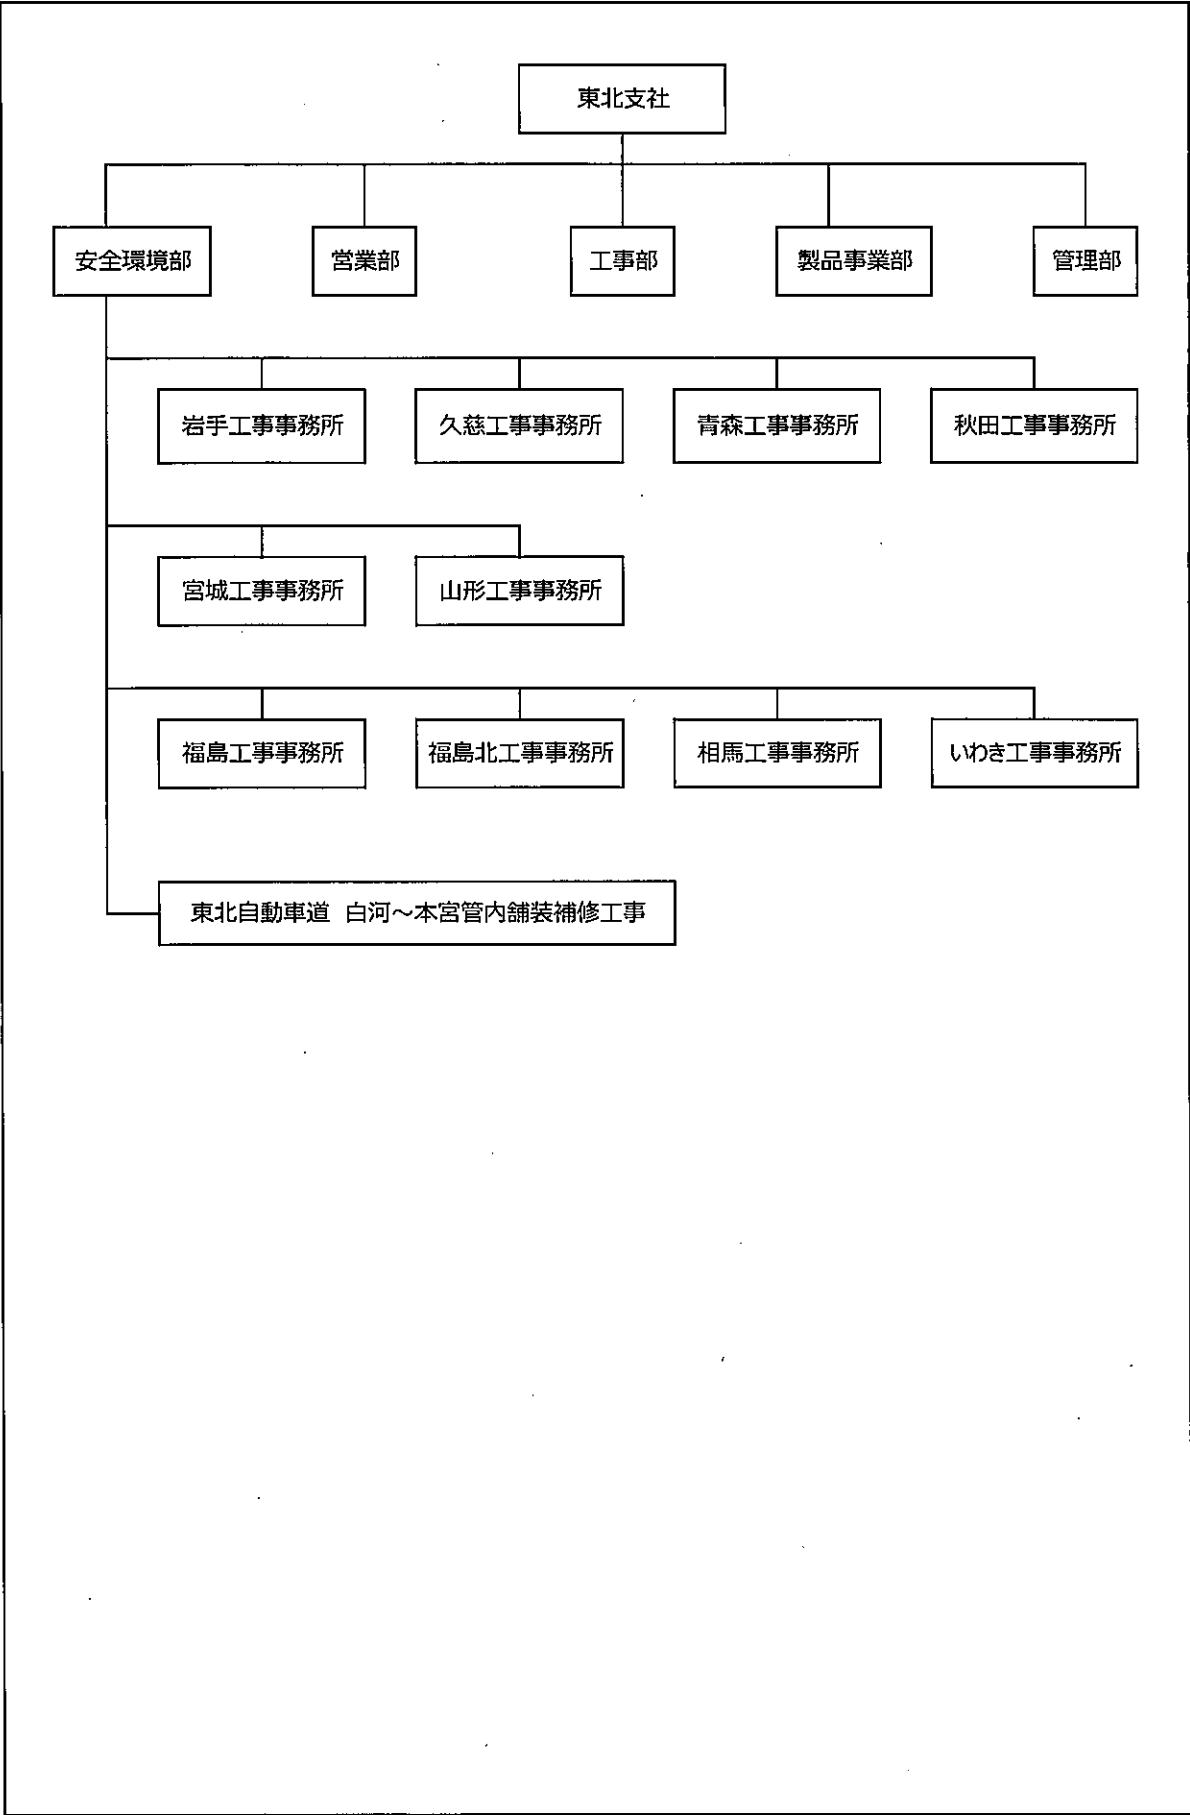 東北支社
安全環境部
営業部
工事部
製品事業部
管理部
岩手工事事務所
久慈工事事務所
青森工事事務所
秋田工事事務所
宮城工事事務所
山形工事事務所
福島工事事務所
福島北工事事務所
相馬工事事務所
いわき工事事務所
東北自動車道 白河～本宮管内舗装補修工事